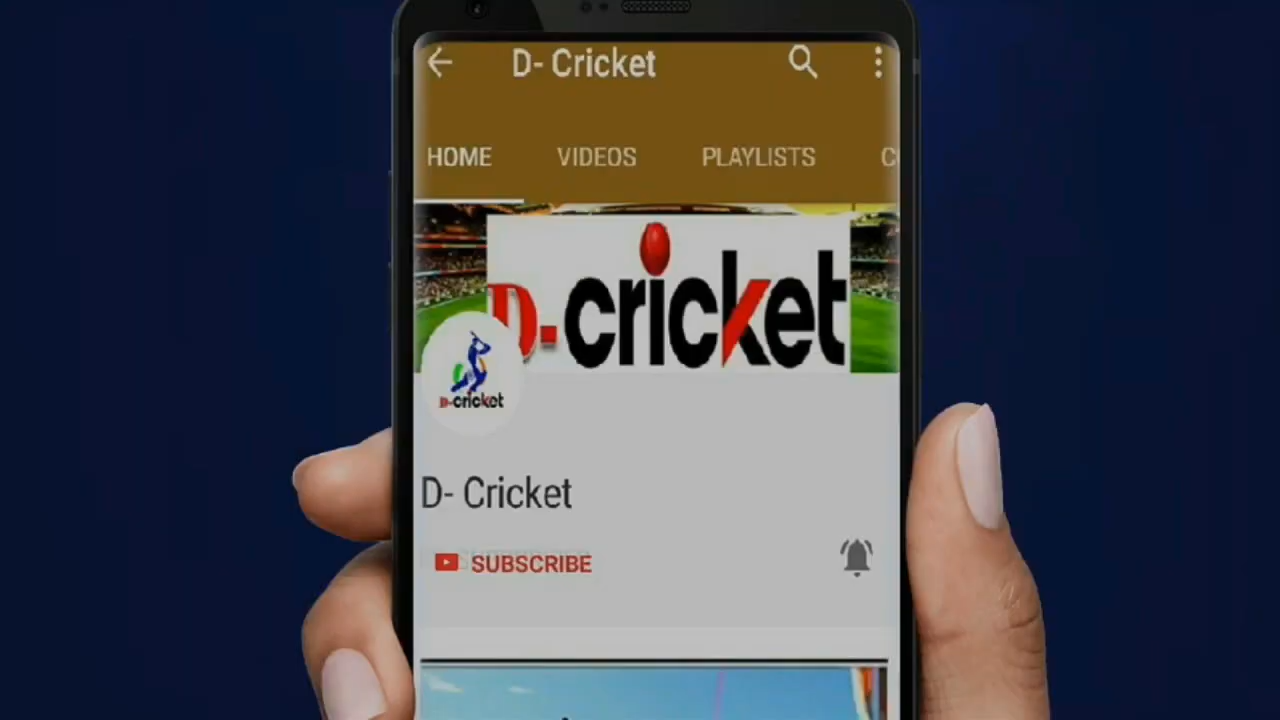 D- Cricket
HOME VIDEOS PLAYLISTS C
D-cricket
D-cricket
D- Cricket
SUBSCRIBE